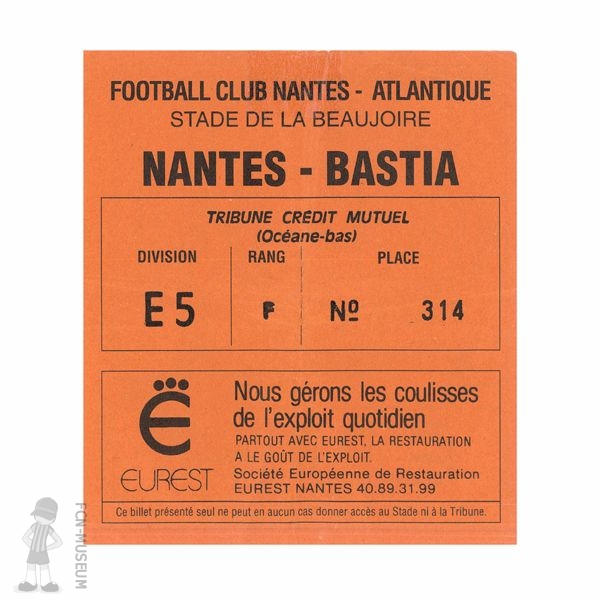 FOOTBALL CLUB NANTES - ATLANTIQUE
STADE DE LA BEAUJOIRE
NANTES - BASTIA
TRIBUNE CRÉDIT MUTUEL
(Océane-bas)
DIVISION RANG PLACE
E5 F Nº 314
Ë Nous gérons les coulisses
de l'exploit quotidien
PARTOUT AVEC EUREST, LA RESTAURATION
A LE GOÛT DE L'EXPLOIT.
EUREST Société Européenne de Restauration
EUREST NANTES 40.89.31.99
Ce billet présenté seul ne peut en aucun cas donner accès au Stade ni à la Tribune.
FCN-MUSEUM